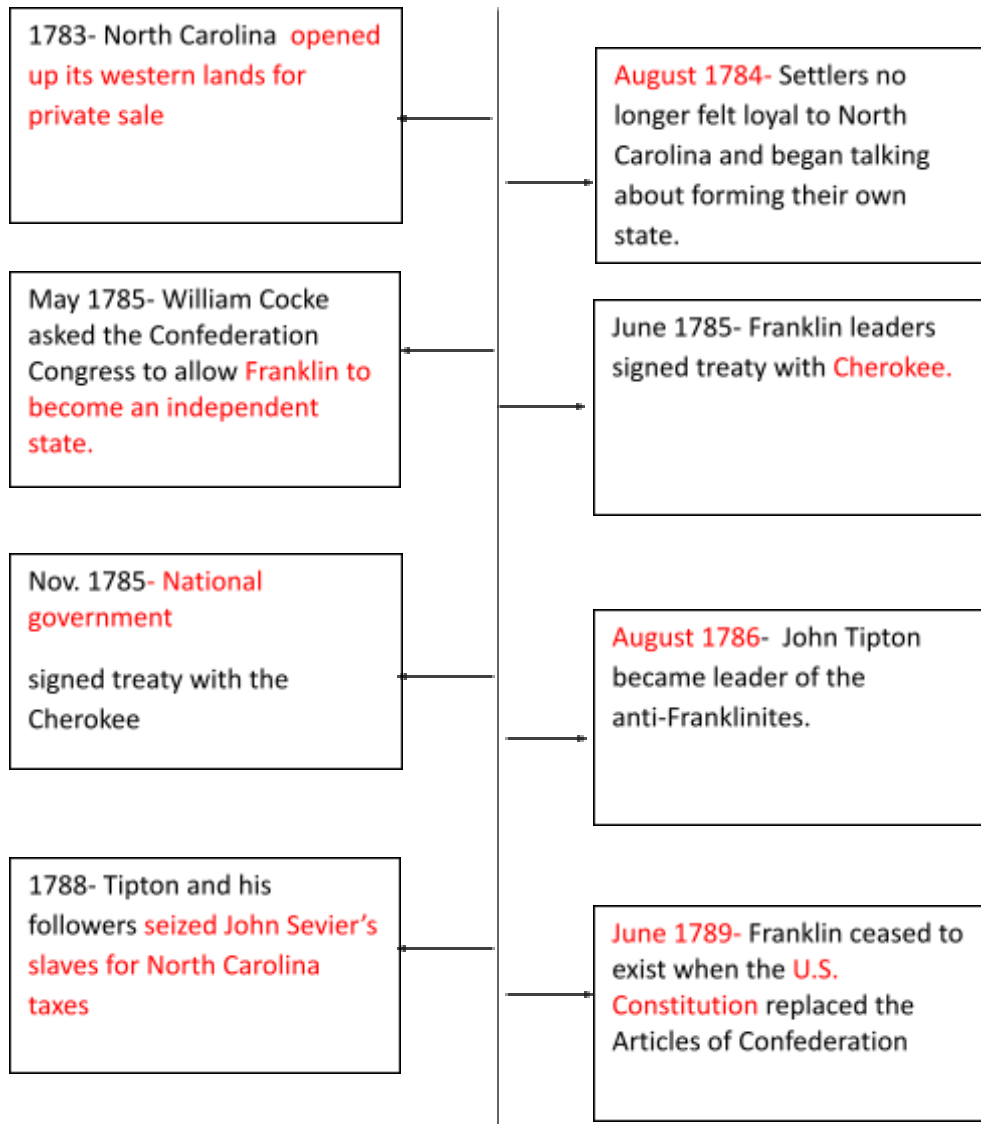 1783- North Carolina opened
up its western lands for
private sale
August 1784- Settlers no
longer felt loyal to North
Carolina and began talking
about forming their own
state.
May 1785- William Cocke
asked the Confederation
Congress to allow Franklin to
become an independent
state.
June 1785- Franklin leaders
signed treaty with Cherokee.
Nov. 1785- National
government
signed treaty with the
Cherokee
August 1786- John Tipton
became leader of the
anti-Franklinites.
1788- Tipton and his
followers seized John Sevier’s
slaves for North Carolina
taxes
June 1789- Franklin ceased to
exist when the U.S.
Constitution replaced the
Articles of Confederation